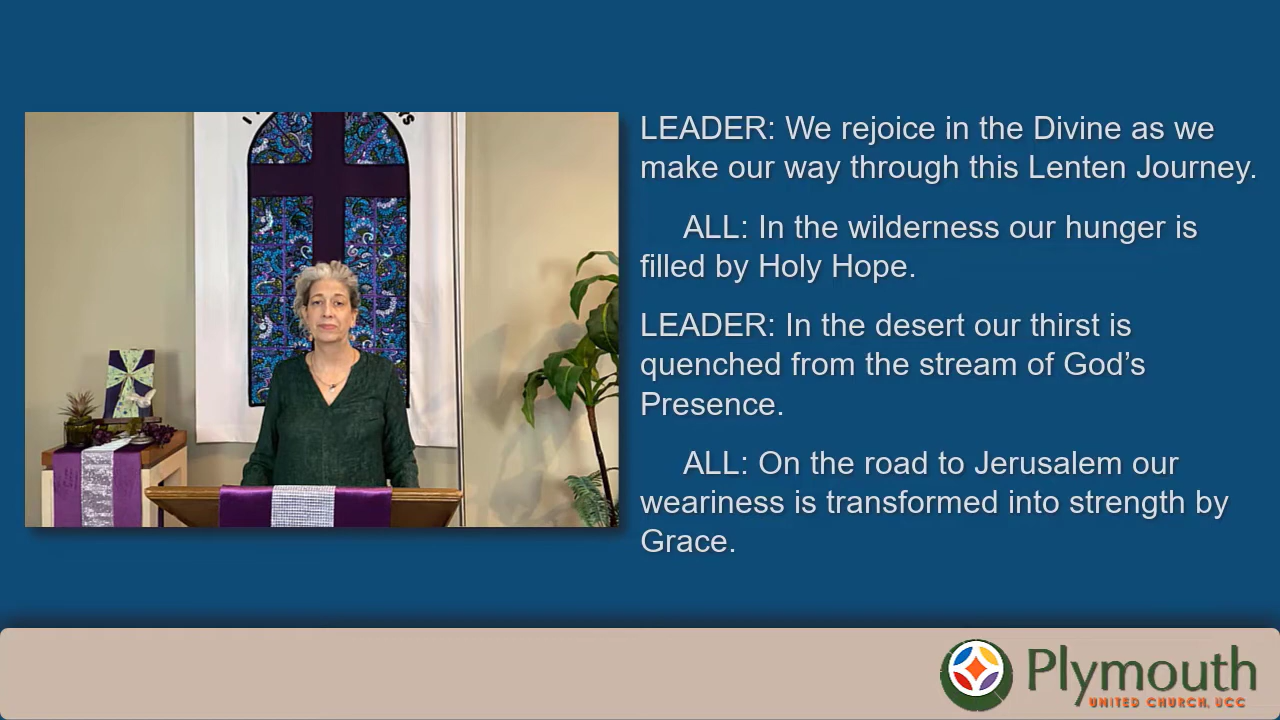 LEADER: We rejoice in the Divine as we
make our way through this Lenten Journey.
ALL: In the wilderness our hunger is
filled by Holy Hope.
LEADER: In the desert our thirst is
quenched from the stream of God’s
Presence.
ALL: On the road to Jerusalem our
weariness is transformed into strength by
Grace.
Plymouth
UNITED CHURCH, UCC